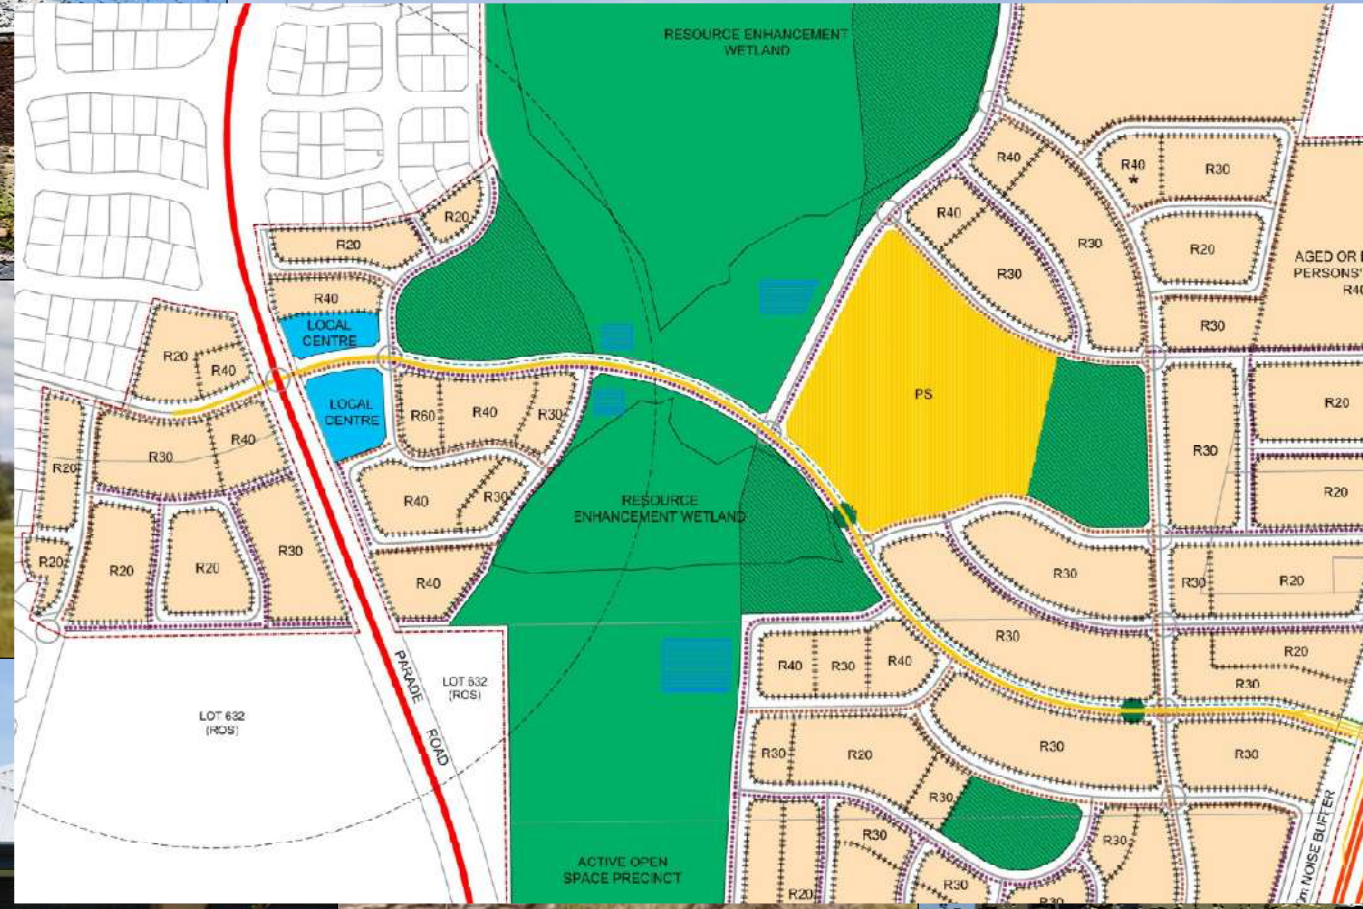 RESOURCE ENHANCEMENT
WETLAND
R40
R40
★
R30
R20
R40
R20
R30
R20
AGED OR
PERSONS'
R40
R30
R40
R30
LOCAL
CENTRE
R20
R40
PS
R20
LOCAL
CENTRE
R60
R40
R30
R40
R30
R30
R20
R20
R40
R30
R20
RESOURCE
ENHANCEMENT WETLAND
R30
R20
R20
R20
R40
R30
R30
R20
R30
R20
R40
R30
R40
R30
PARADE
ROAD
LOT 632
(ROS)
LOT 632
(ROS)
R30
R20
R30
R30
R30
NOISE BUFFER
R30
R30
ACTIVE OPEN
SPACE PRECINCT
R20
R30
R30